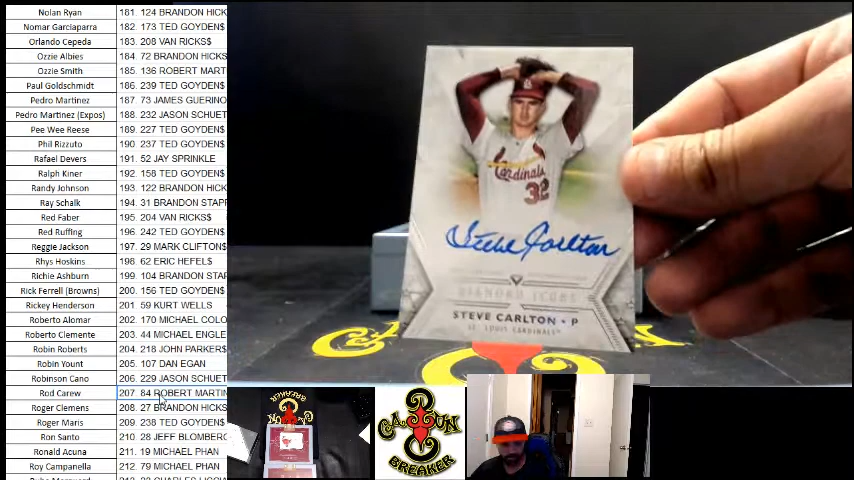 Nolan Ryan 181. 124 BRANDON HICKS
Nomar Garciaparra 182. 173 TED GOYDEN$
Orlando Cepeda 183. 208 VAN RICKS$
Ozzie Albies 184. 72 BRANDON HICKS
Ozzie Smith 185. 136 ROBERT MART
Paul Goldschmidt 186. 239 TED GOYDEN$
Pedro Martinez 187. 73 JAMES GUERINO
Pedro Martinez (Expos) 188. 232 JASON SCHUET
Pee Wee Reese 189. 227 TED GOYDEN$
Phil Rizzuto 190. 237 TED GOYDEN$
Rafael Devers 191. 52 JAY SPRINKLE
Ralph Kiner 192. 158 TED GOYDEN$
Randy Johnson 193. 122 BRANDON HICK
Ray Schalk 194. 31 BRANDON STAPP
Red Faber 195. 204 VAN RICKS$
Red Ruffing 196. 242 TED GOYDEN$
Reggie Jackson 197. 29 MARK CLIFTON$
Rhys Hoskins 198. 62 ERIC HEFEL$
Richie Ashburn 199. 104 BRANDON STAF
Rick Ferrell (Browns) 200. 156 TED GOYDEN$
Rickey Henderson 201. 59 KURT WELLS
Roberto Alomar 202. 170 MICHAEL COLO
Roberto Clemente 203. 44 MICHAEL ENGLE
Robin Roberts 204. 218 JOHN PARKER$
Robin Yount 205. 107 DAN EGAN
Robinson Cano 206. 229 JASON SCHUET
Rod Carew 207. 84 ROBERT MARTIN
Roger Clemens 208. 27 BRANDON HICKS
Roger Maris 209. 238 TED GOYDEN$
Ron Santo 210. 28 JEFF BLOMBERG
Ronald Acuna 211. 19 MICHAEL PHAN
Roy Campanella 212. 79 MICHAEL PHAN
Cardinals
32
Steve Carlton
DIAMOND ICONS
STEVE CARLTON • P
ST. LOUIS CARDINALS
CAJUN
BREAKER